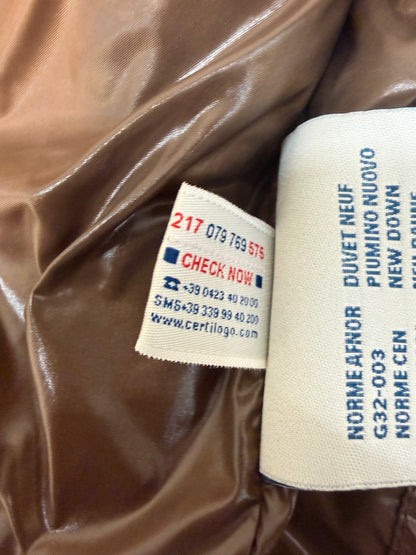 217 079 769 576
CHECK NOW
☎ +39 0423 40 20 00
SMS+39 339 99 40 200
www.certilogo.com
NORME AFNOR DUVET NEUF
G32-003 PIUMINO NUOVO
NORME CEN NEW DOWN